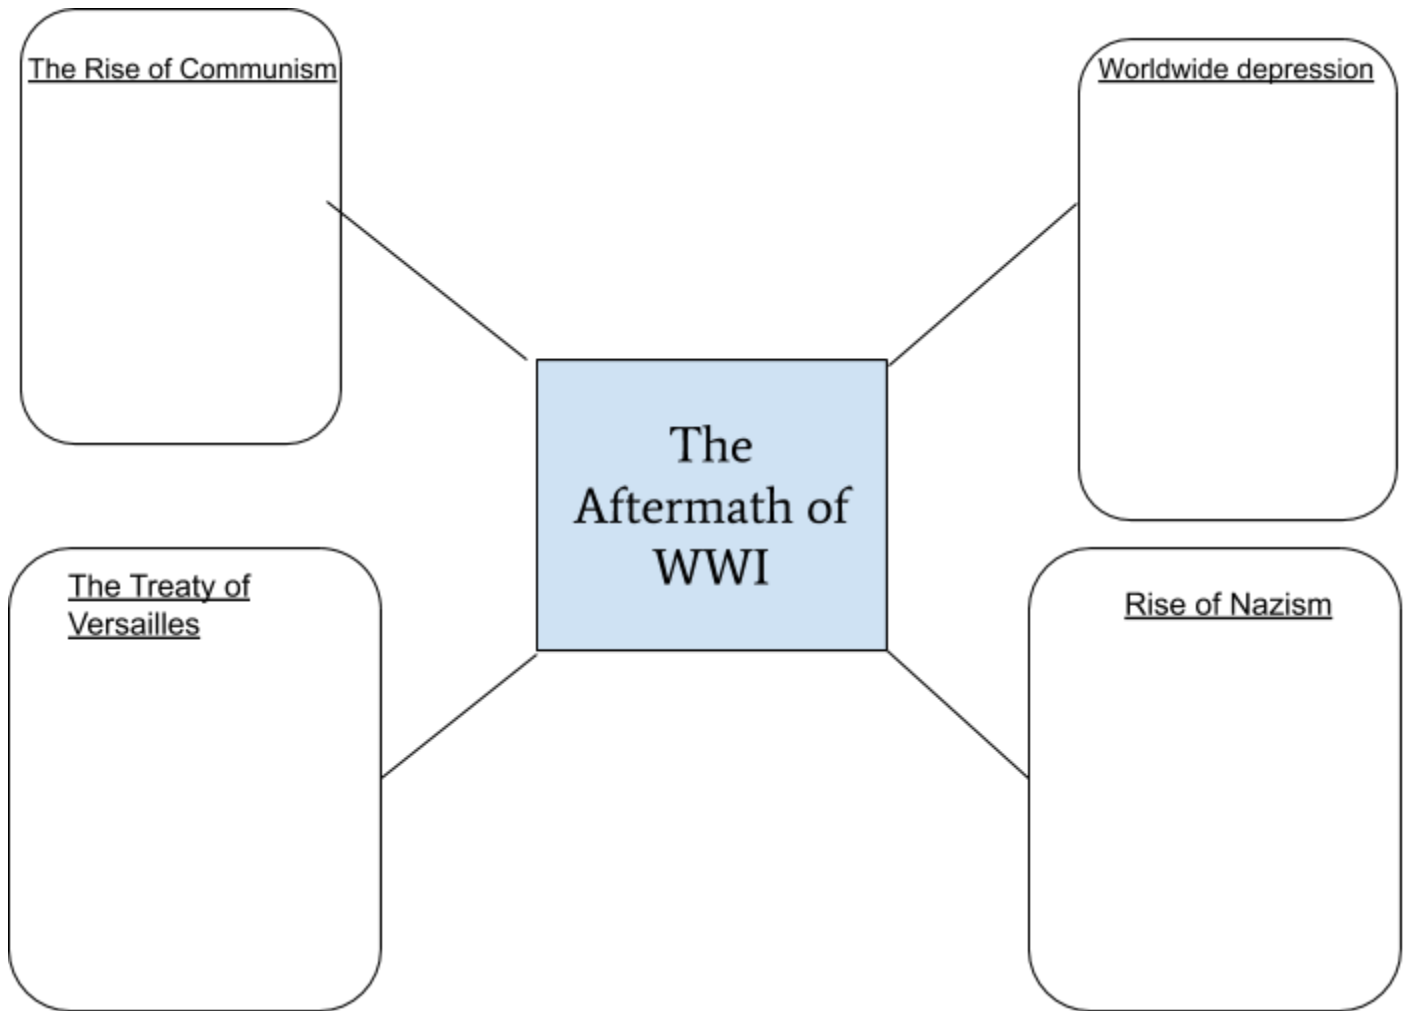 The Rise of Communism
Worldwide depression
The
Aftermath of
WWI
The Treaty of
Versailles
Rise of Nazism